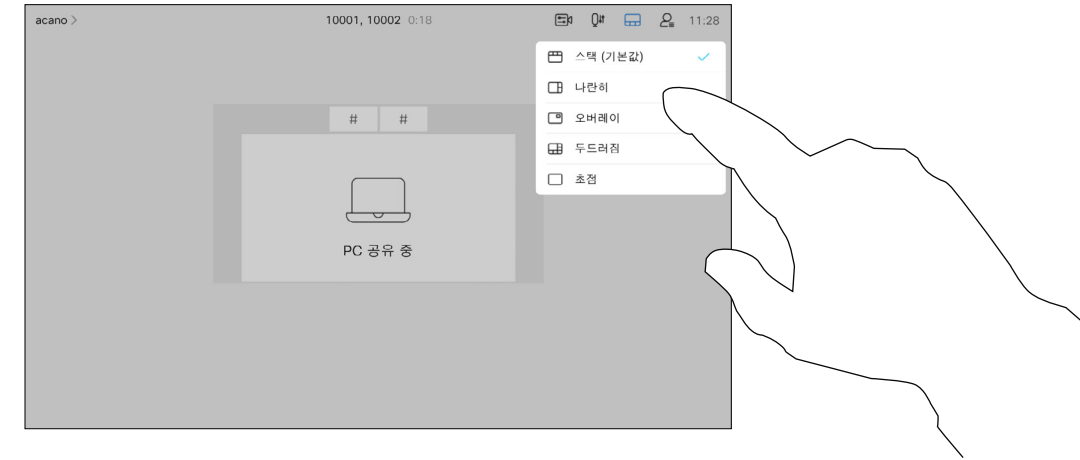 acano > 10001, 10002 0:18 11:28
스택 (기본값)
나란히
오버레이
두드러짐
초점
# #
PC 공유 중